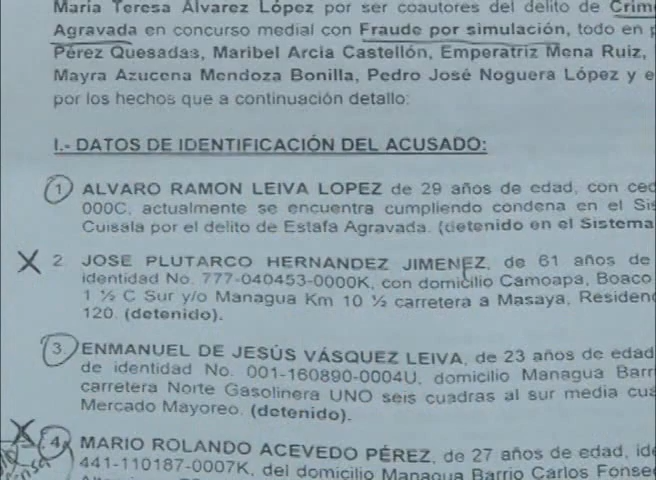 María Teresa Alvarez López por ser coautores del delito de Crim
Agravada en concurso medial con Fraude por simulación, todo en p
Pérez Quesadas, Maribel Arcia Castellón, Emperatriz Mena Ruiz,
Mayra Azucena Mendoza Bonilla, Pedro José Noguera López y e
por los hechos que a continuación detallo:
I.- DATOS DE IDENTIFICACIÓN DEL ACUSADO:
1 ALVARO RAMON LEIVA LOPEZ de 29 años de edad, con ced
000C, actualmente se encuentra cumpliendo condena en el Sis
Cuisala por el delito de Estafa Agravada. (detenido en el Sistema
X 2. JOSE PLUTARCO HERNANDEZ JIMENEZ, de 61 años de
identidad No. 777-040453-0000K, con domicilio Camoapa, Boaco
1 ½ C Sur y/o Managua Km 10 ½ carretera a Masaya, Residenc
120. (detenido).
3. ENMANUEL DE JESÚS VÁSQUEZ LEIVA, de 23 años de edad
de identidad No. 001-160890-0004U, domicilio Managua Barri
carretera Norte Gasolinera UNO seis cuadras al sur media cua
Mercado Mayoreo. (detenido).
X 4. MARIO ROLANDO ACEVEDO PÉREZ, de 27 años de edad, ide
441-110187-0007K, del domicilio Managua Barrio Carlos Fonsec